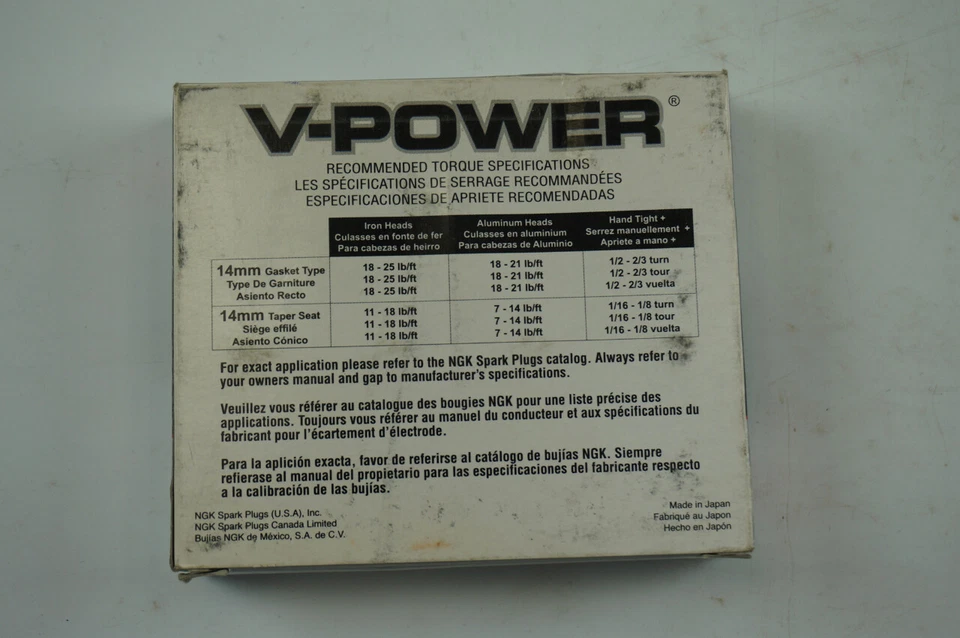 V-POWER®
RECOMMENDED TORQUE SPECIFICATIONS
LES SPÉCIFICATIONS DE SERRAGE RECOMMANDÉES
ESPECIFICACIONES DE APRIETE RECOMENDADAS
Iron Heads
Culasses en fonte de fer
Para cabezas de heirro
Aluminum Heads
Culasses en aluminium
Para cabezas de Aluminio
Hand Tight +
Serrez manuellement +
Apriete a mano +
14mm Gasket Type
Type De Garniture
Asiento Recto
18 - 25 lb/ft
18 - 25 lb/ft
18 - 25 lb/ft
18 - 21 lb/ft
18 - 21 lb/ft
18 - 21 lb/ft
1/2 - 2/3 turn
1/2 - 2/3 tour
1/2 - 2/3 vuelta
14mm Taper Seat
Siège effilé
Asiento Cónico
11 - 18 lb/ft
11 - 18 lb/ft
11 - 18 lb/ft
7 - 14 lb/ft
7 - 14 lb/ft
7 - 14 lb/ft
1/16 - 1/8 turn
1/16 - 1/8 tour
1/16 - 1/8 vuelta
For exact application please refer to the NGK Spark Plugs catalog. Always refer to
your owners manual and gap to manufacturer's specifications.
Veuillez vous référer au catalogue des bougies NGK pour une liste précise des
applications. Toujours vous référer au manuel du conducteur et aux spécifications du
fabricant pour l'écartement d'électrode.
Para la aplición exacta, favor de referirse al catálogo de bujías NGK. Siempre
refierase al manual del propietario para las especificaciones del fabricante respecto
a la calibración de las bujías.
NGK Spark Plugs (U.S.A), Inc.
NGK Spark Plugs Canada Limited
Bujías NGK de México, S.A. de C.V.
Made in Japan
Fabriqué au Japon
Hecho en Japón